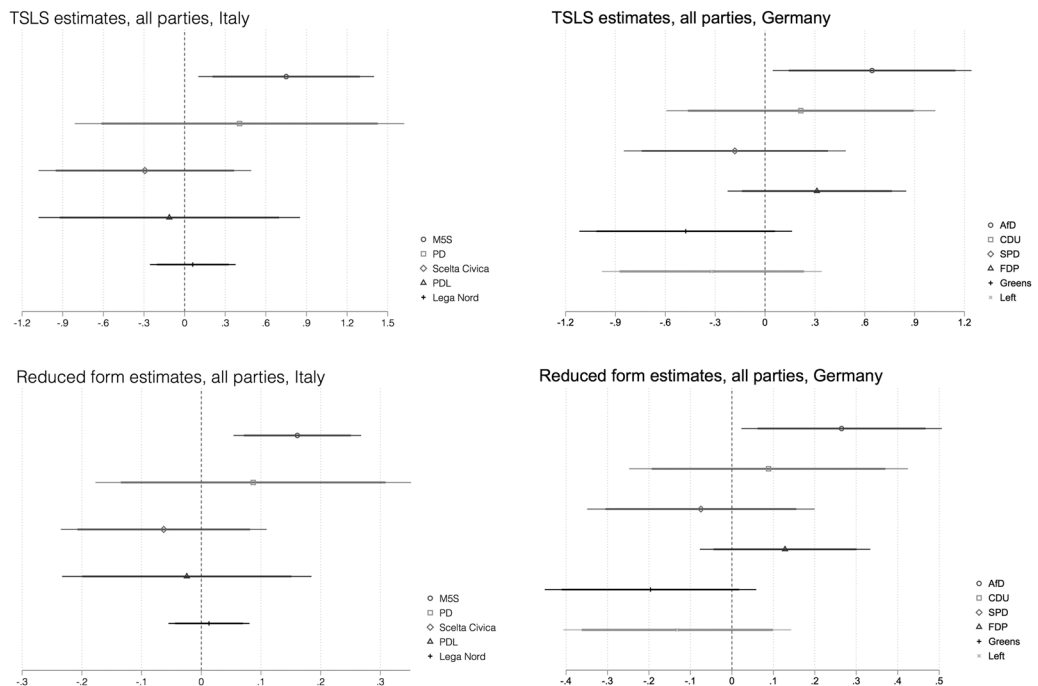 TSLS estimates, all parties, Italy
M5S
PD
Scelta Civica
PDL
Lega Nord
-1.2 -.9 -.6 -.3 0 .3 .6 .9 1.2 1.5
TSLS estimates, all parties, Germany
AfD
CDU
SPD
FDP
Greens
Left
-1.2 -.9 -.6 -.3 0 .3 .6 .9 1.2
Reduced form estimates, all parties, Italy
M5S
PD
Scelta Civica
PDL
Lega Nord
-.3 -.2 -.1 0 .1 .2 .3
Reduced form estimates, all parties, Germany
AfD
CDU
SPD
FDP
Greens
Left
-.4 -.3 -.2 -.1 0 .1 .2 .3 .4 .5